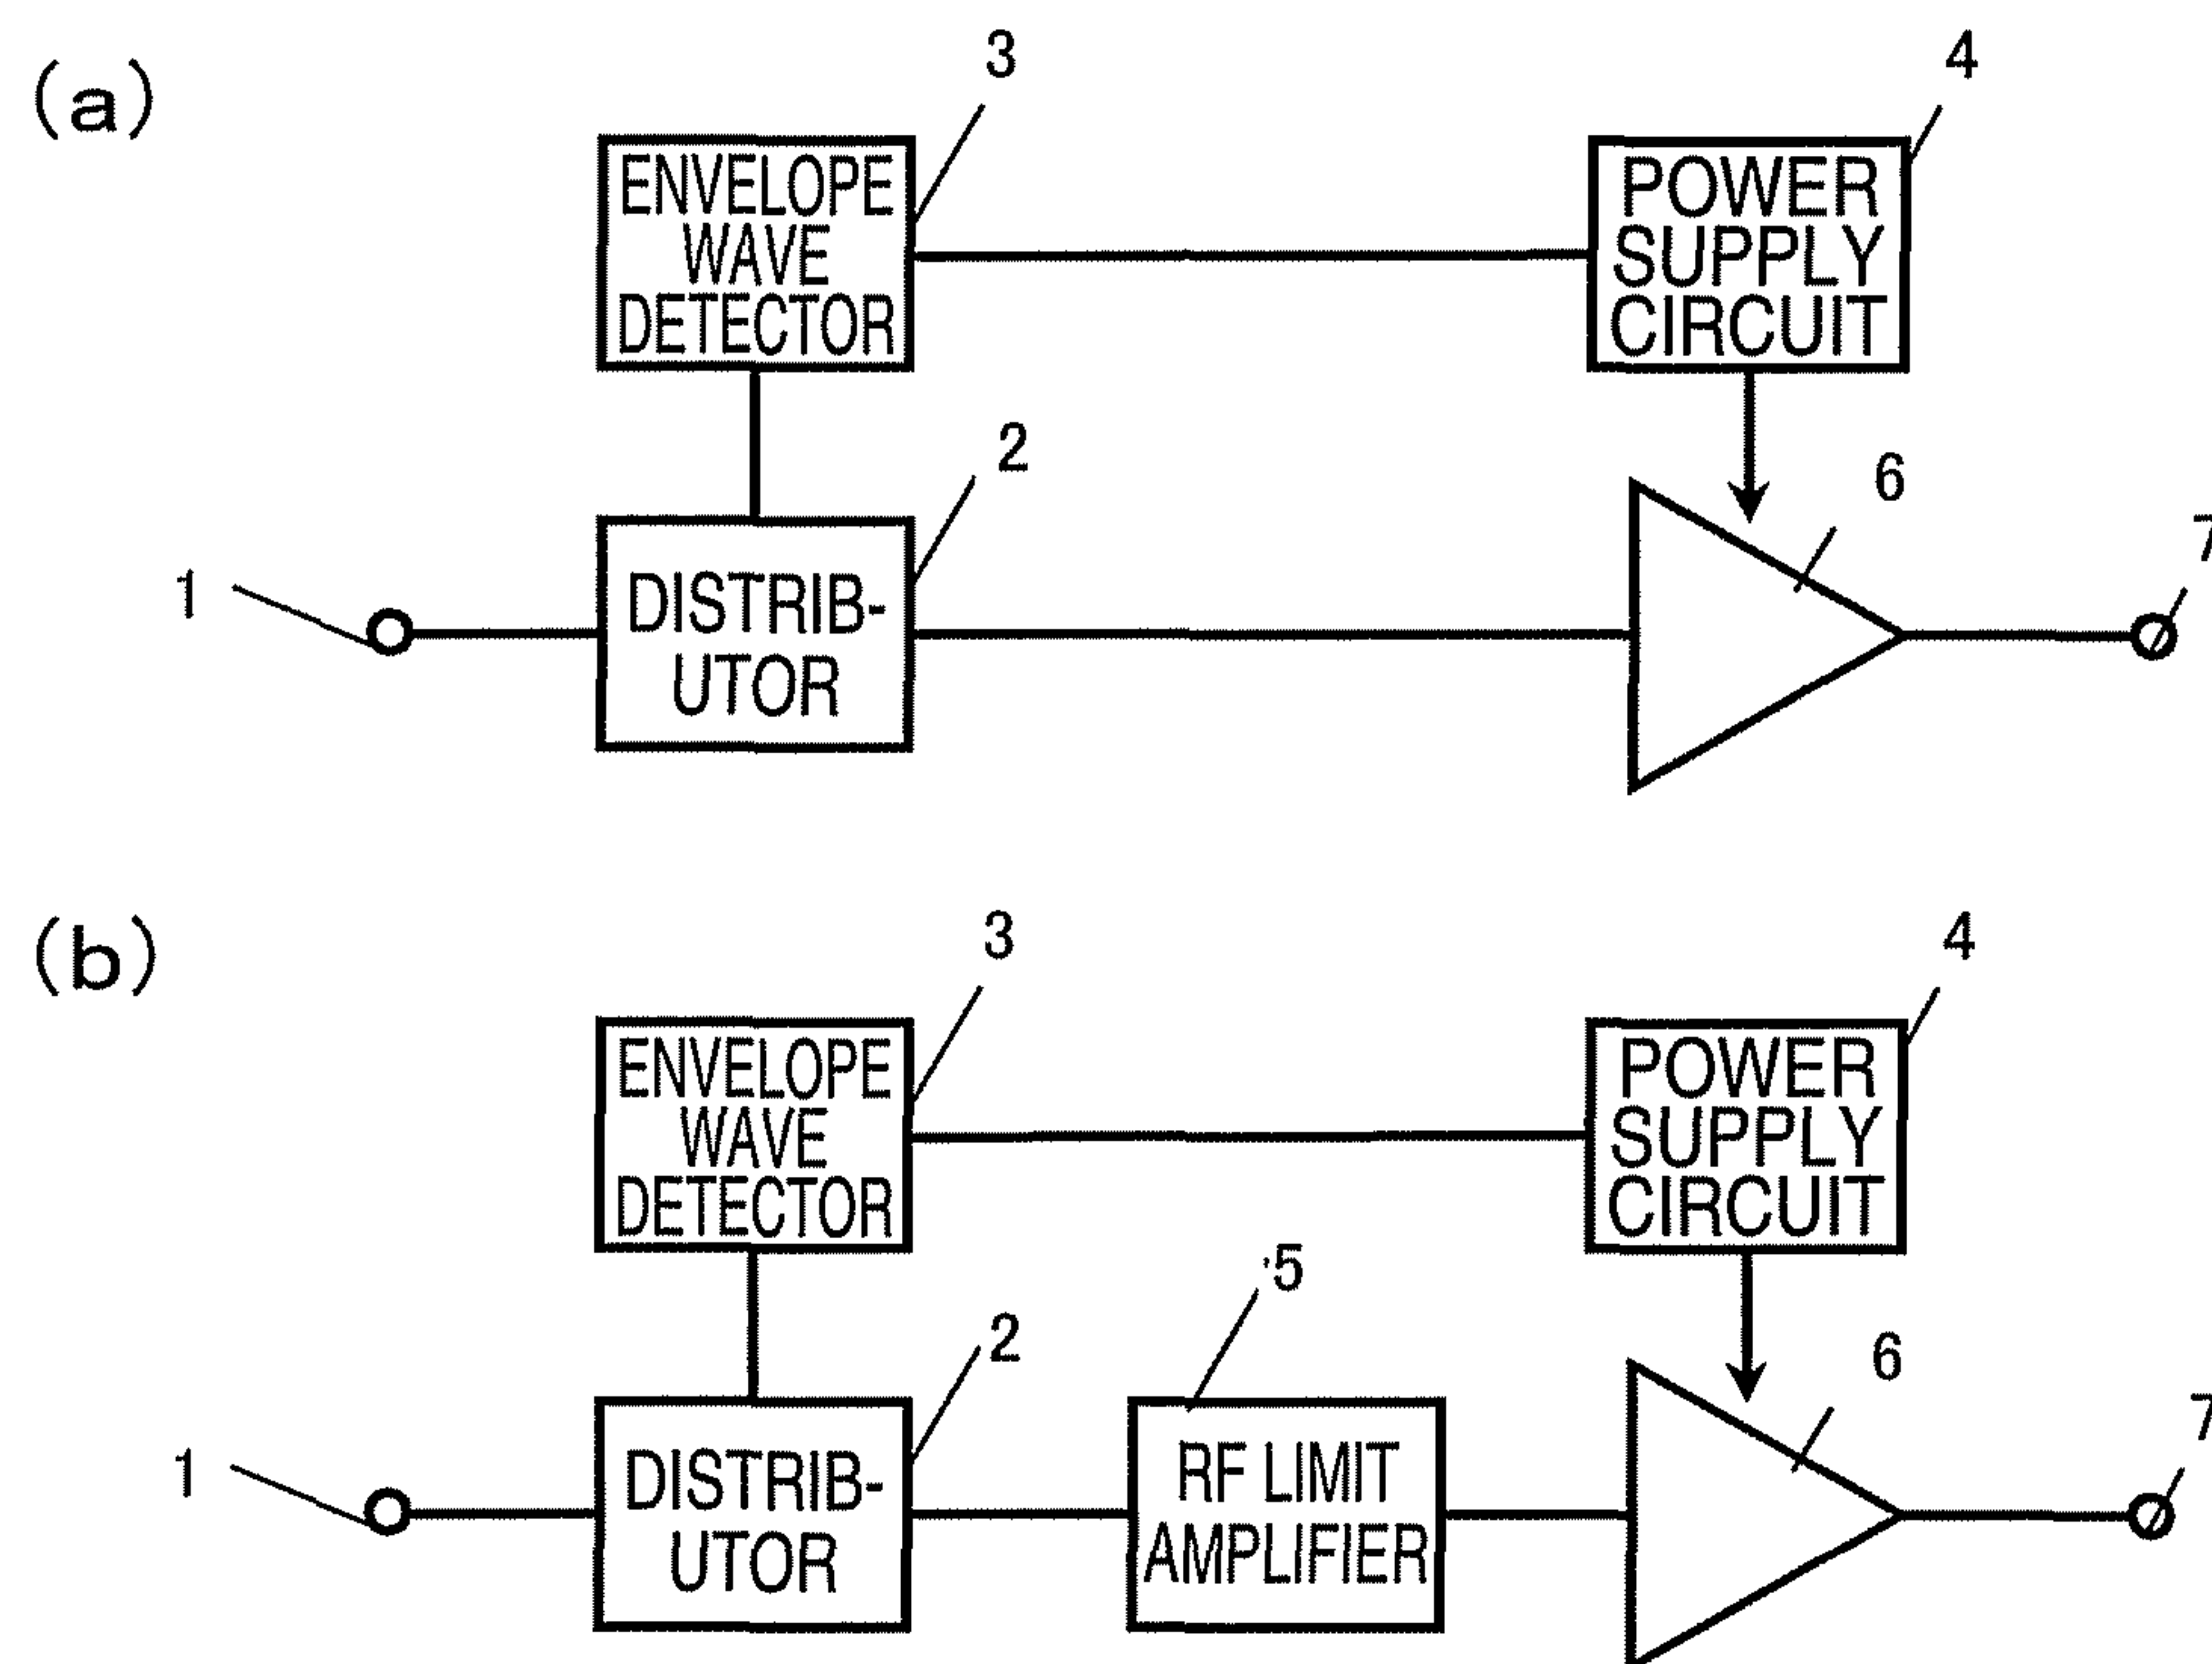 (a)
3
4
ENVELOPE
WAVE
DETECTOR
POWER
SUPPLY
CIRCUIT
2
6
7
1
DISTRIB-
UTOR
(b)
3
4
ENVELOPE
WAVE
DETECTOR
POWER
SUPPLY
CIRCUIT
5
2
6
7
1
DISTRIB-
UTOR
RF LIMIT
AMPLIFIER